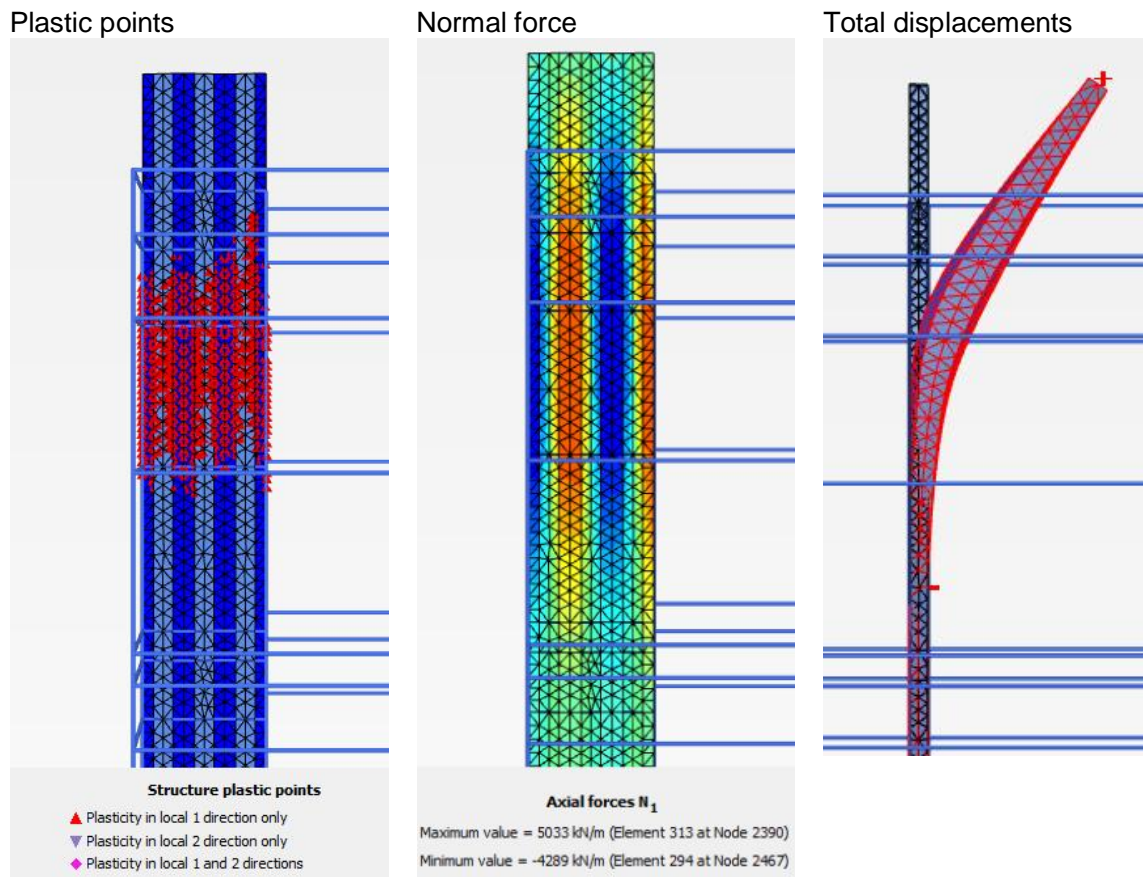 Plastic points
Normal force
Total displacements
Structure plastic points
Plasticity in local 1 direction only
Plasticity in local 2 direction only
Plasticity in local 1 and 2 directions
Axial forces N₁
Maximum value = 5033 kN/m (Element 313 at Node 2390)
Minimum value = -4289 kN/m (Element 294 at Node 2467)